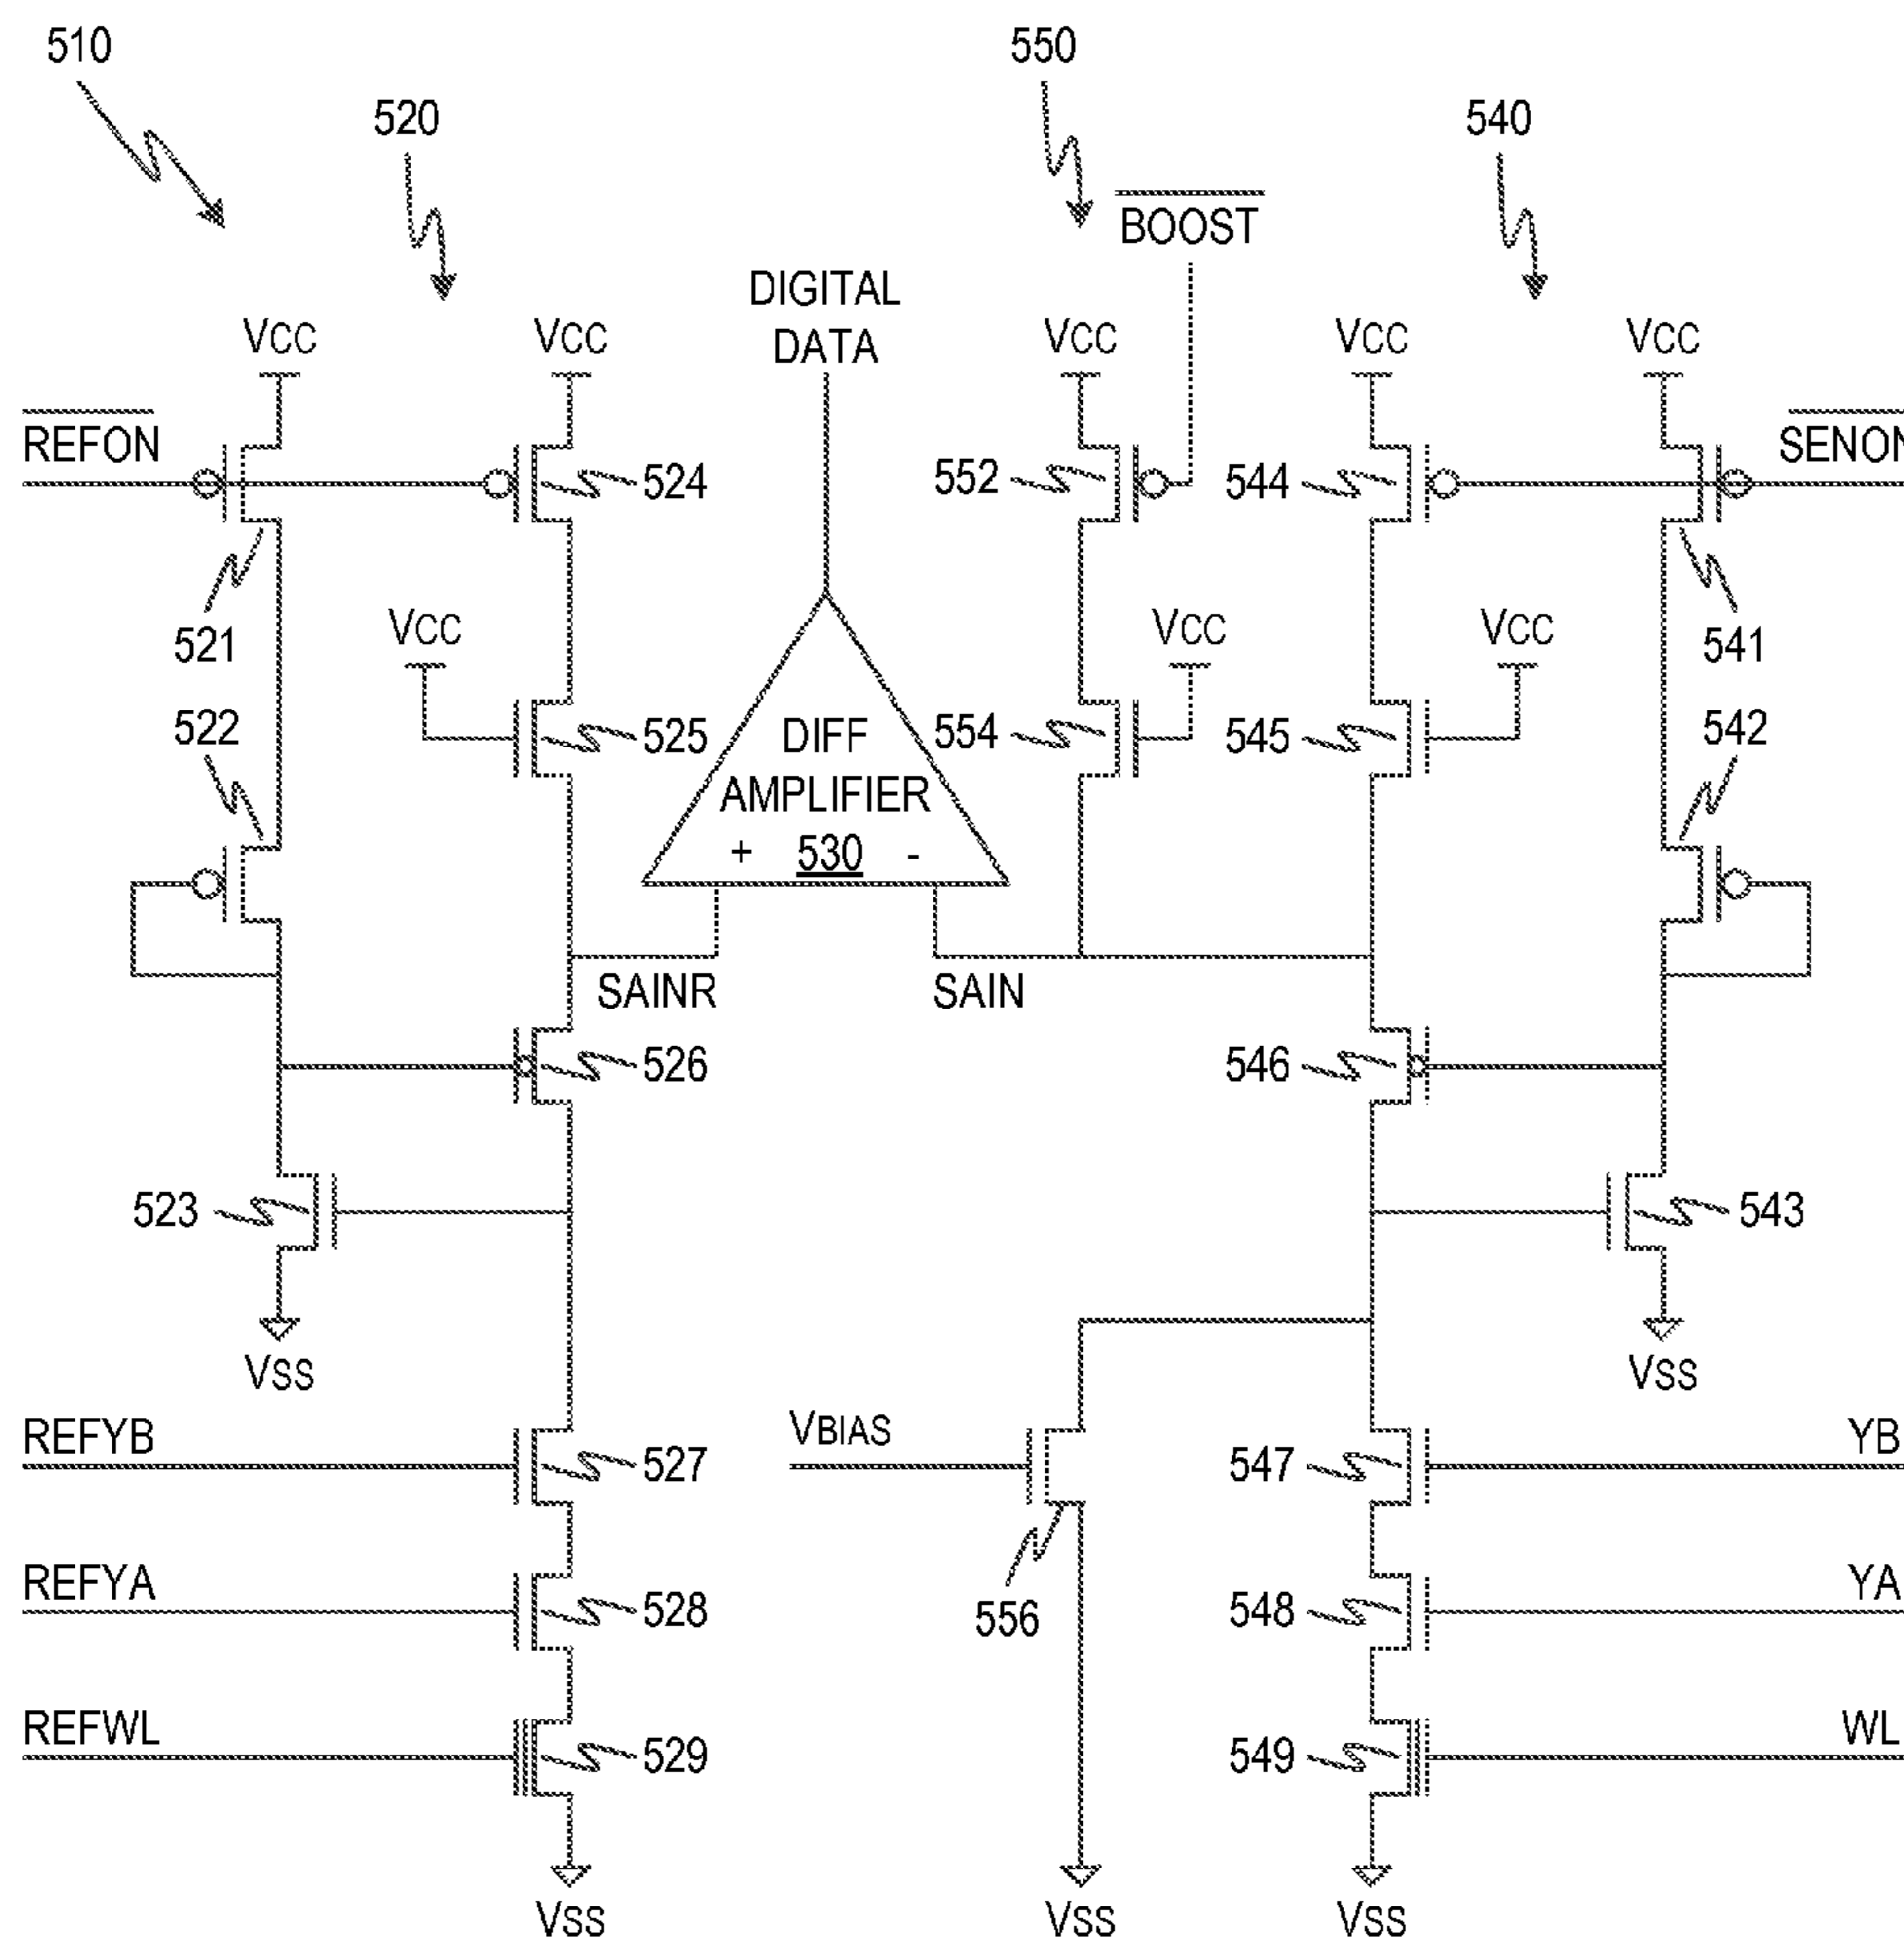 510
550
520
540
BOOST
DIGITAL
DATA
VCC
VCC
VCC
VCC
VCC
REFON
524
552
544
SENON
521
VCC
VCC
VCC
541
522
525
DIFF
AMPLIFIER
+ 530 -
554
545
542
SAINR
SAIN
526
546
523
543
VSS
VSS
REFYB
527
VBIAS
547
YB
REFYA
528
556
548
YA
REFWL
529
549
WL
VSS
VSS
VSS